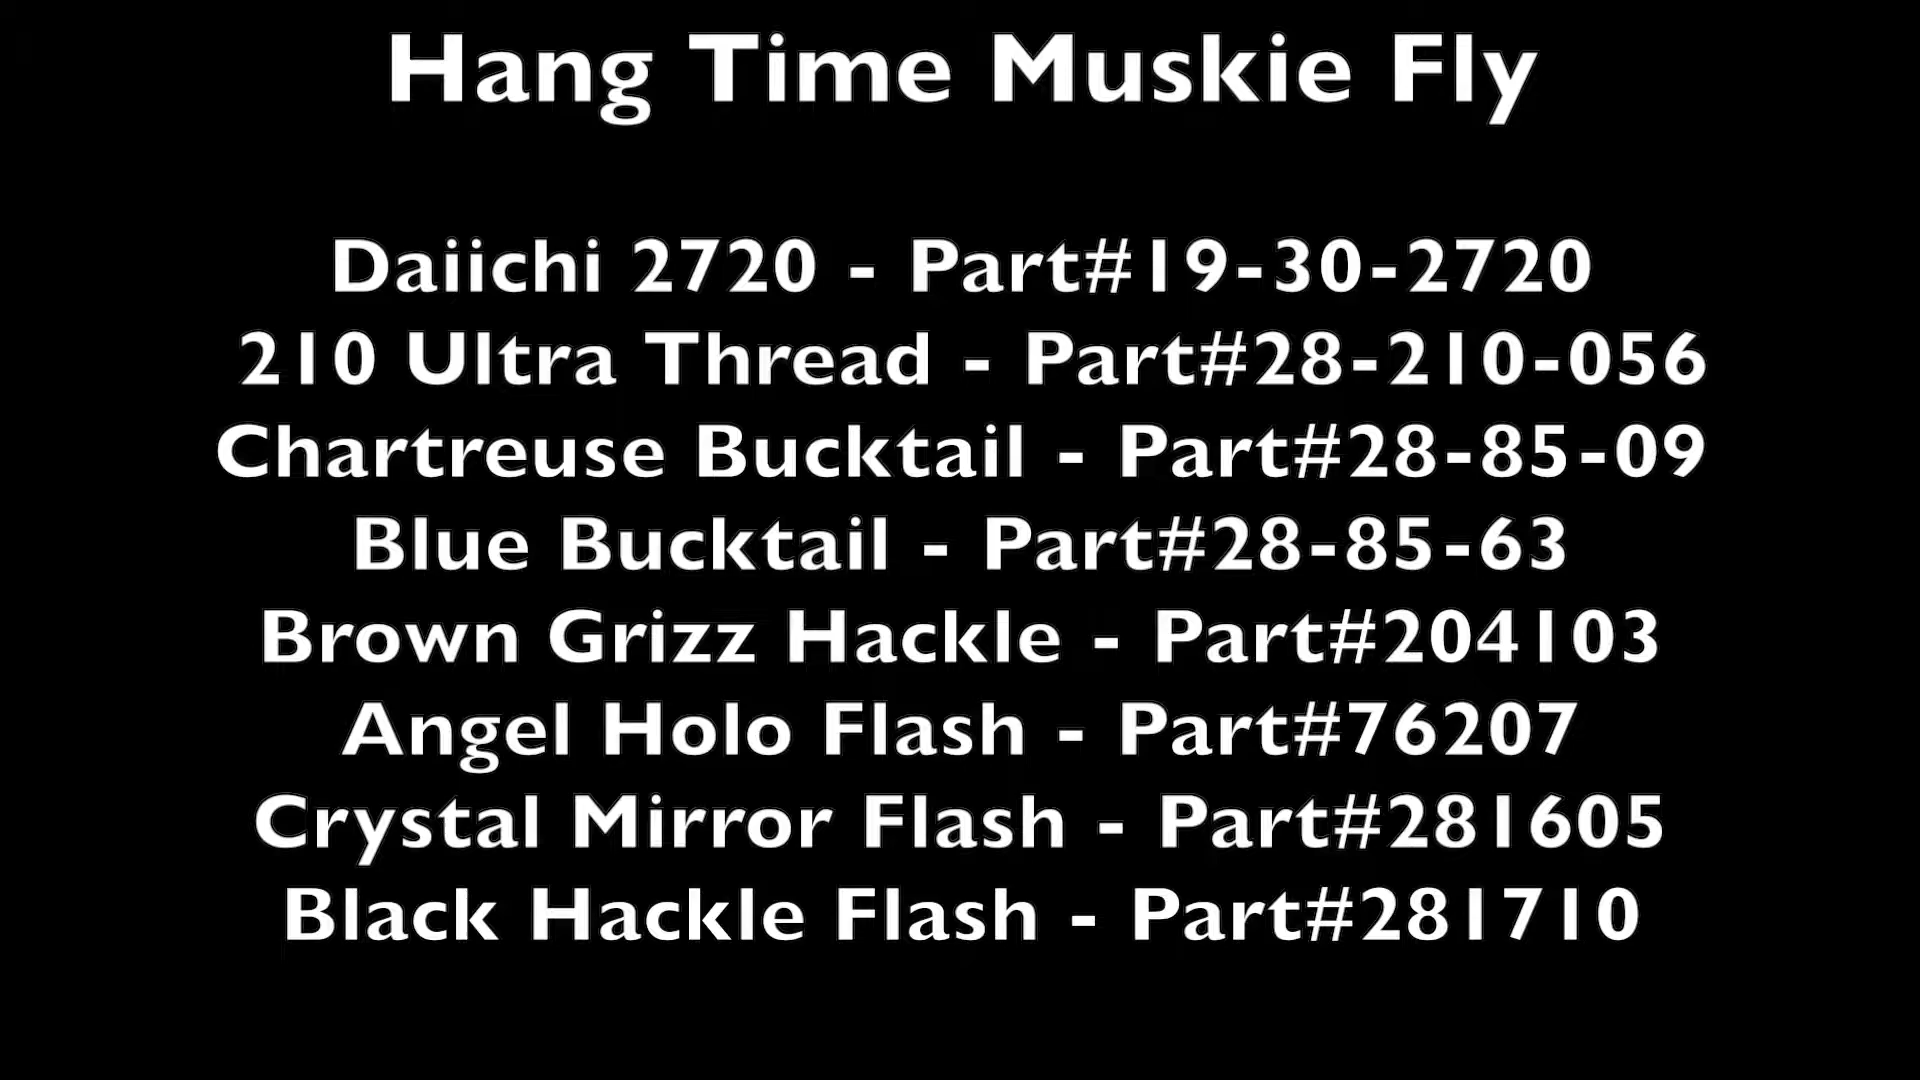 Hang Time Muskie Fly
Daiichi 2720 - Part#19-30-2720
210 Ultra Thread - Part#28-210-056
Chartreuse Bucktail - Part#28-85-09
Blue Bucktail - Part#28-85-63
Brown Grizz Hackle - Part#204103
Angel Holo Flash - Part#76207
Crystal Mirror Flash - Part#281605
Black Hackle Flash - Part#281710